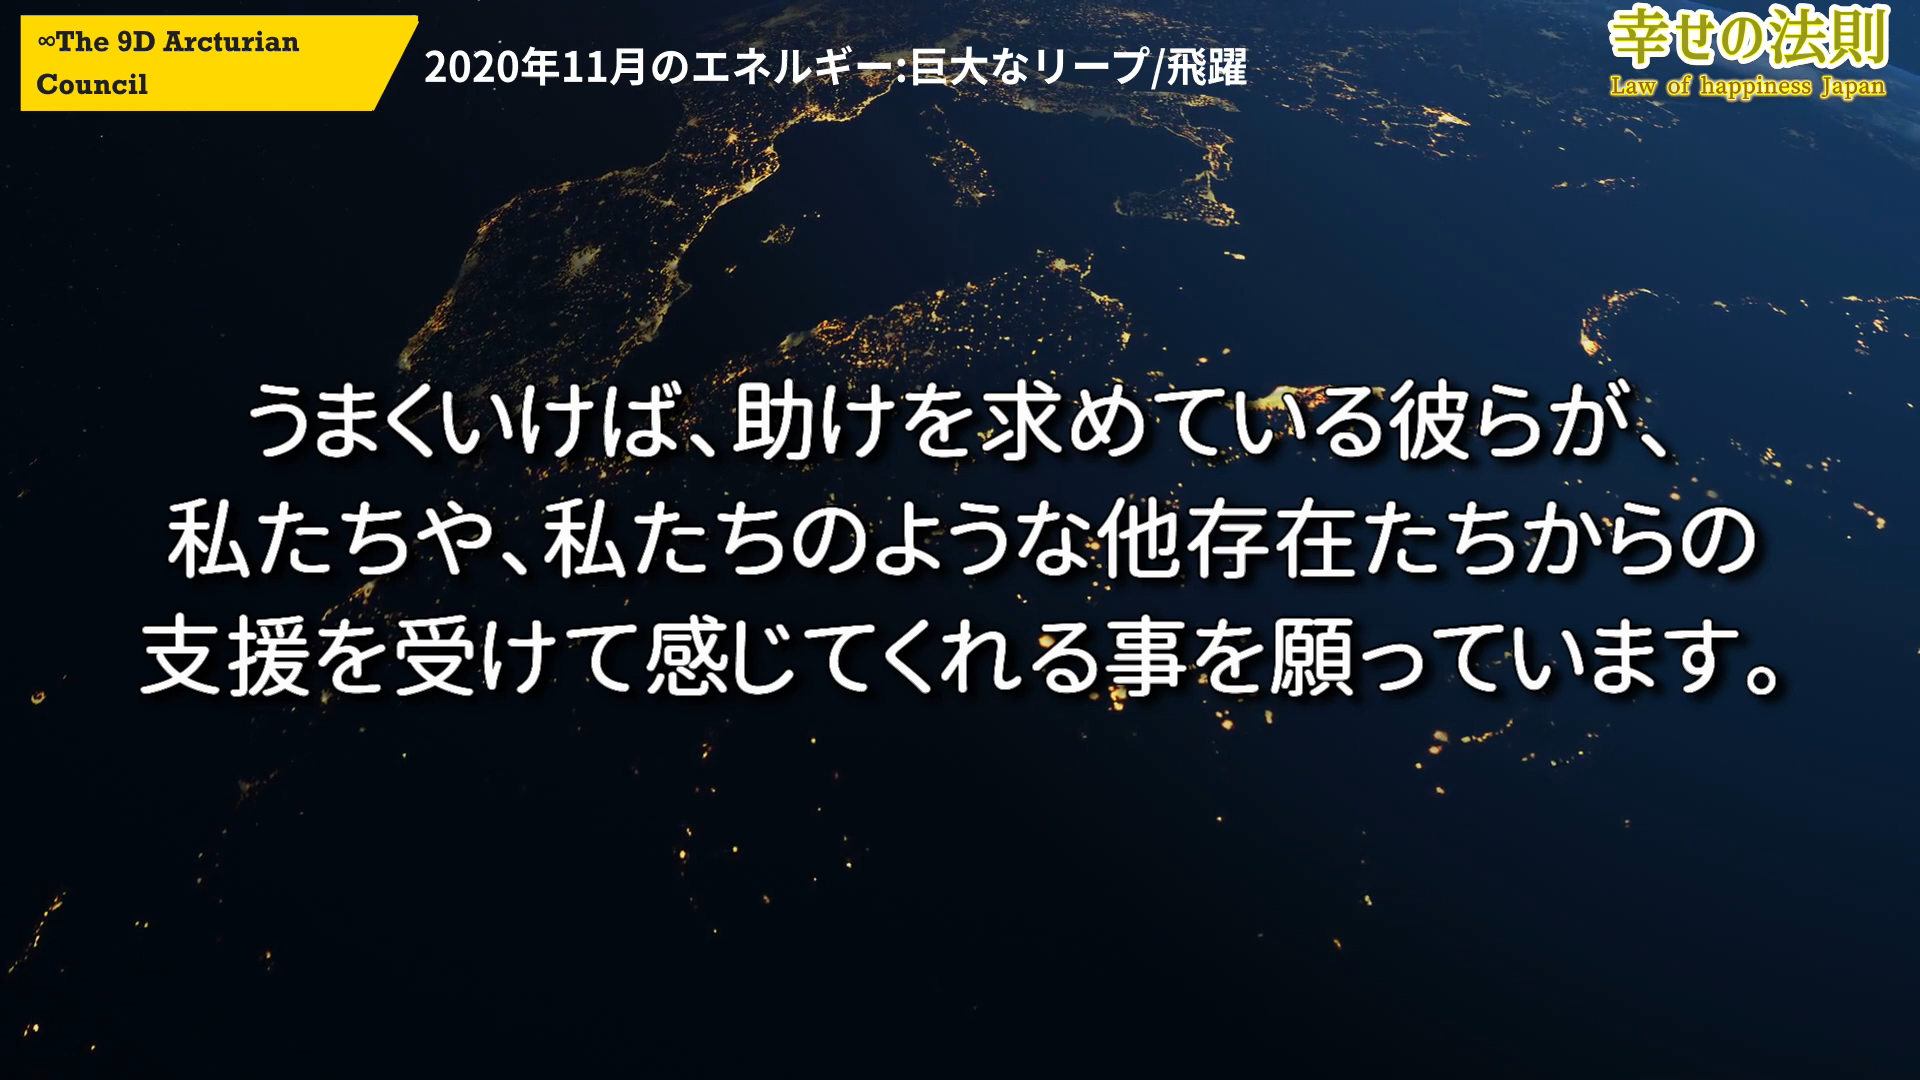 ∞The 9D Arcturian
Council
2020年11月のエネルギー:巨大なリープ/飛躍
幸せの法則
Law of happiness Japan
うまくいけば、助けを求めている彼らが、
私たちや、私たちのような他存在たちからの
支援を受けて感じてくれる事を願っています。